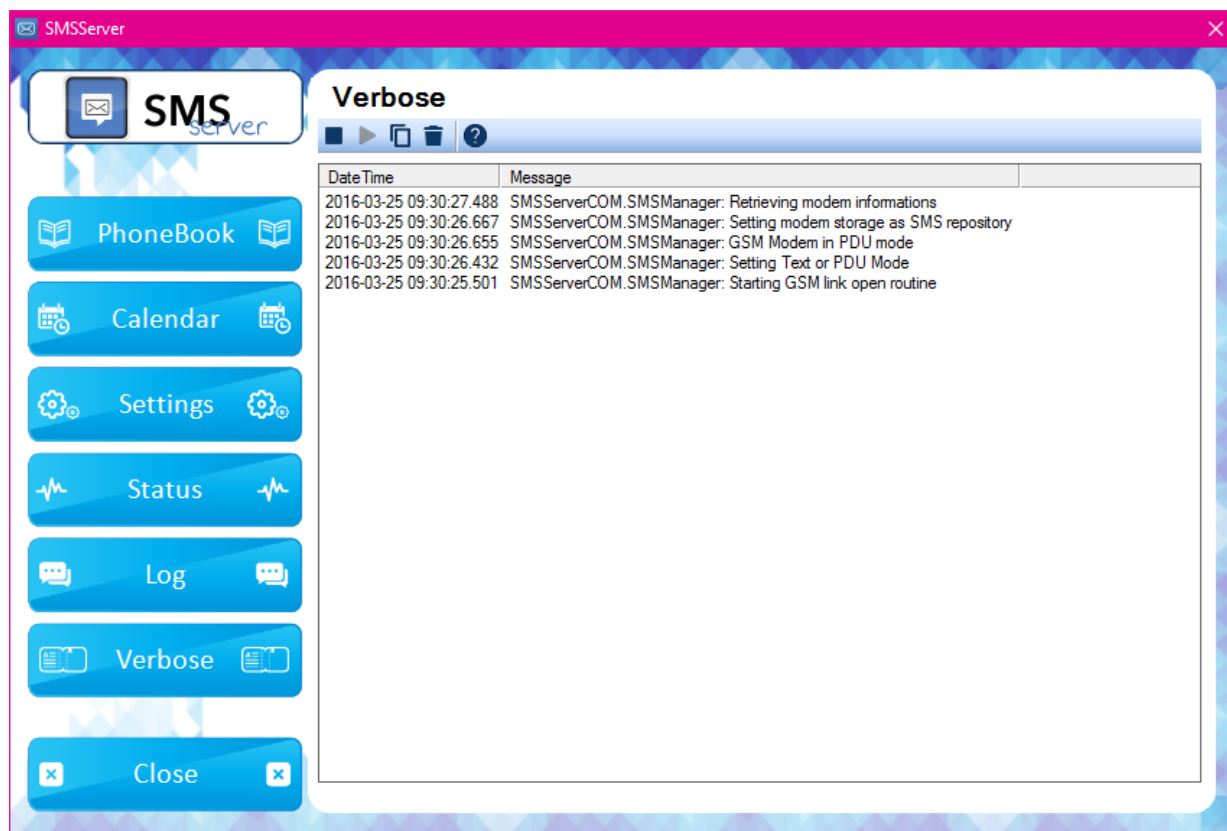 SMSServer
SMS
server
PhoneBook
Calendar
Settings
Status
Log
Verbose
Close
Verbose
DateTime Message
2016-03-25 09:30:27.488 SMSServerCOM.SMSManager: Retrieving modem informations
2016-03-25 09:30:26.667 SMSServerCOM.SMSManager: Setting modem storage as SMS repository
2016-03-25 09:30:26.655 SMSServerCOM.SMSManager: GSM Modem in PDU mode
2016-03-25 09:30:26.432 SMSServerCOM.SMSManager: Setting Text or PDU Mode
2016-03-25 09:30:25.501 SMSServerCOM.SMSManager: Starting GSM link open routine